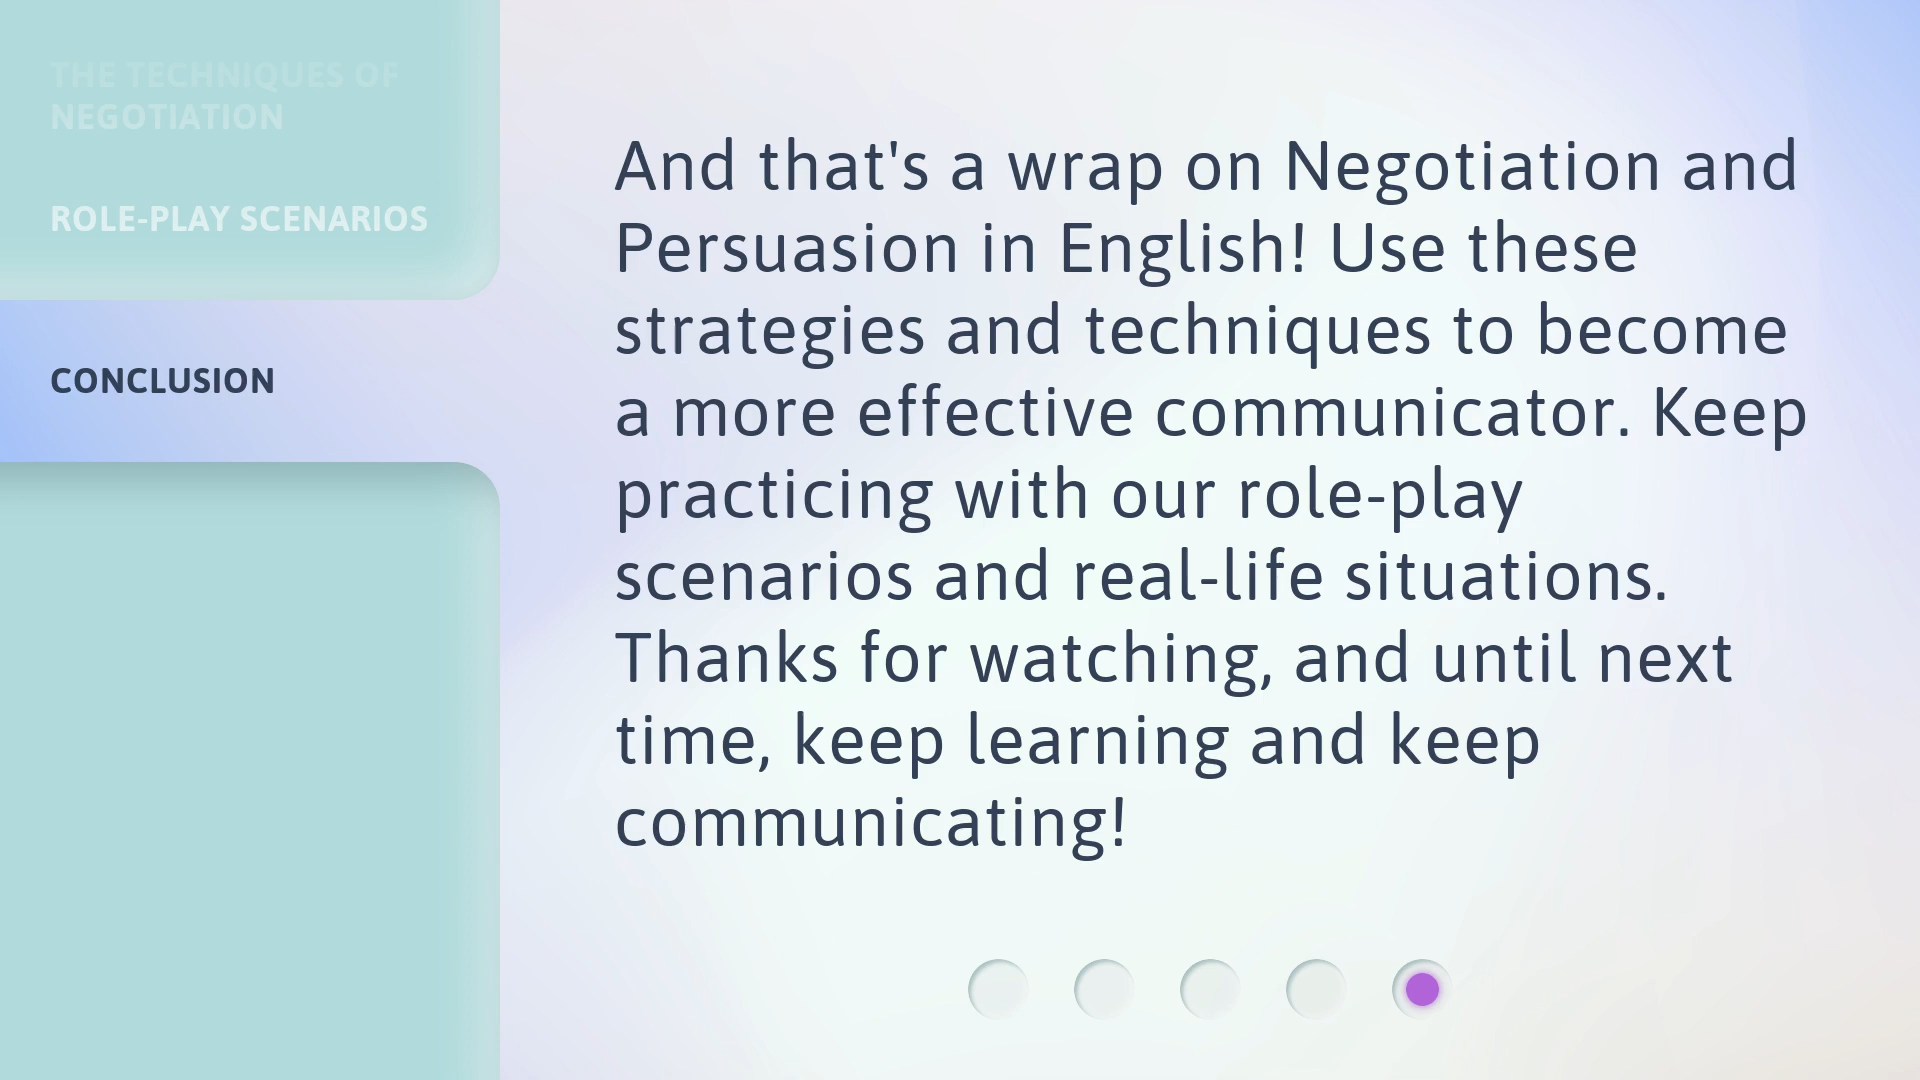 THE TECHNIQUES OF
NEGOTIATION
ROLE-PLAY SCENARIOS
CONCLUSION
And that's a wrap on Negotiation and
Persuasion in English! Use these
strategies and techniques to become
a more effective communicator. Keep
practicing with our role-play
scenarios and real-life situations.
Thanks for watching, and until next
time, keep learning and keep
communicating!